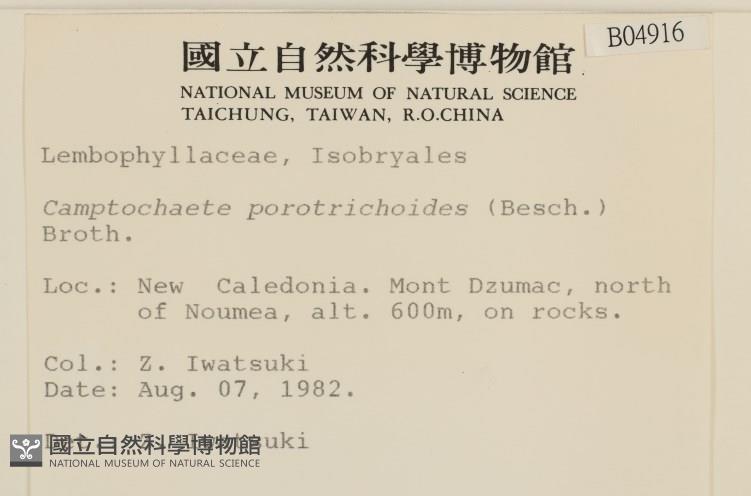 B04916
國立自然科學博物館
NATIONAL MUSEUM OF NATURAL SCIENCE
TAICHUNG, TAIWAN, R.O.CHINA
Lembophyllaceae, Isobryales
Camptochaete porotrichoides (Besch.)
Broth.
Loc.: New Caledonia. Mont Dzumac, north
of Noumea, alt. 600m, on rocks.
Col.: Z. Iwatsuki
Date: Aug. 07, 1982.
Det.: Z. Iwatsuki
國立自然科學博物館
NATIONAL MUSEUM OF NATURAL SCIENCE